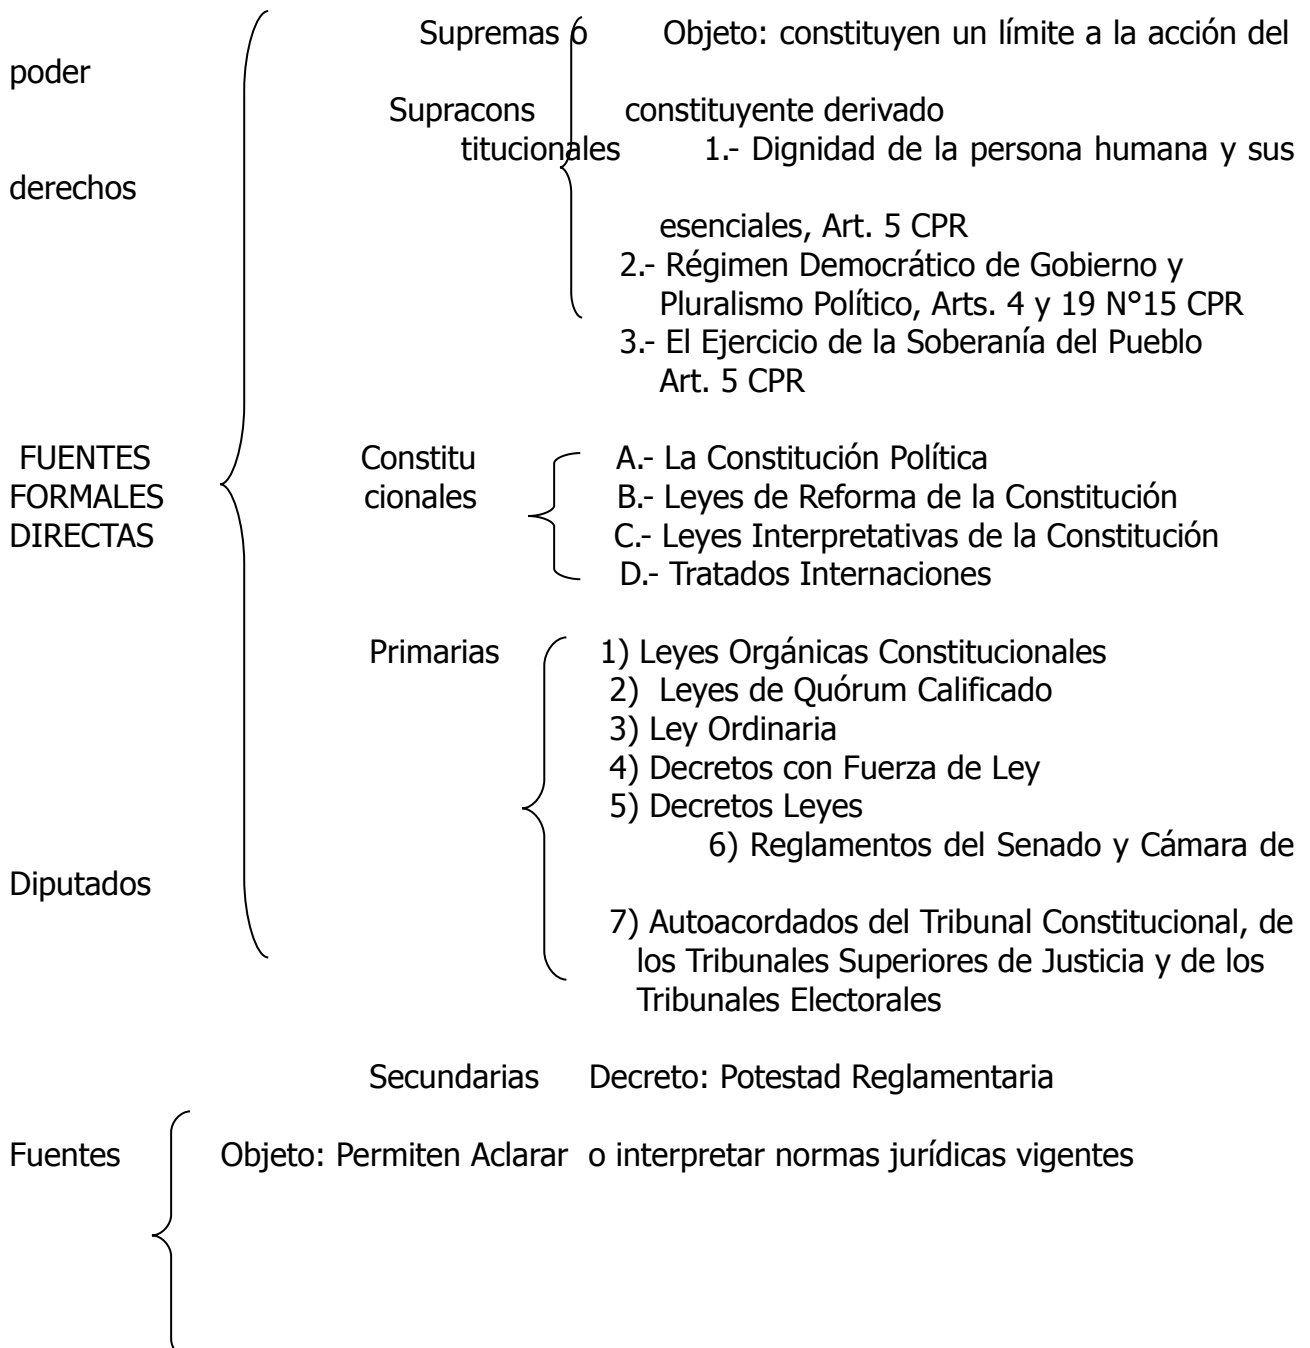 Supremas o Objeto: constituyen un límite a la acción del
poder
Supracons constituyente derivado
titucionales 1.- Dignidad de la persona humana y sus
derechos
esenciales, Art. 5 CPR
2.- Régimen Democrático de Gobierno y
Pluralismo Político, Arts. 4 y 19 N°15 CPR
3.- El Ejercicio de la Soberanía del Pueblo
Art. 5 CPR
FUENTES Constitu A.- La Constitución Política
FORMALES cionales B.- Leyes de Reforma de la Constitución
DIRECTAS C.- Leyes Interpretativas de la Constitución
D.- Tratados Internaciones
Primarias 1) Leyes Orgánicas Constitucionales
2) Leyes de Quórum Calificado
3) Ley Ordinaria
4) Decretos con Fuerza de Ley
5) Decretos Leyes
6) Reglamentos del Senado y Cámara de
Diputados
7) Autoacordados del Tribunal Constitucional, de
los Tribunales Superiores de Justicia y de los
Tribunales Electorales
Secundarias Decreto: Potestad Reglamentaria
Fuentes Objeto: Permiten Aclarar o interpretar normas jurídicas vigentes